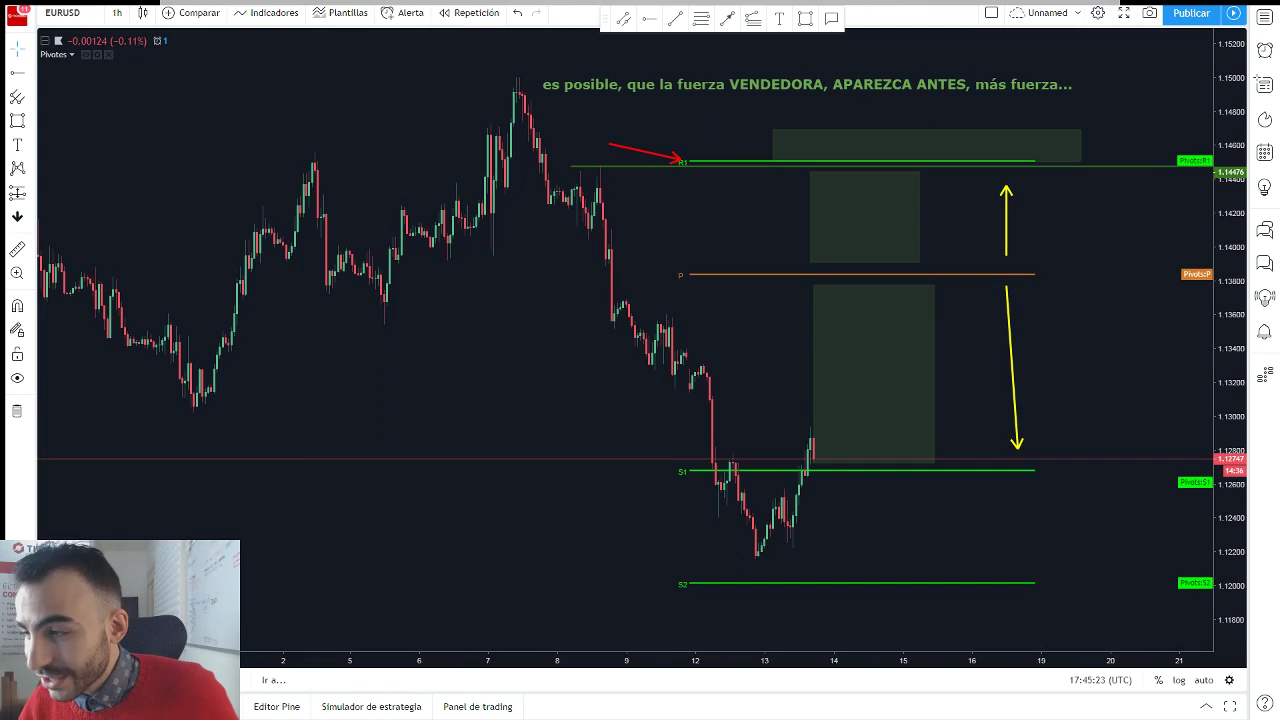 11
EURUSD
1h
Comparar
Indicadores
Plantillas
Alerta
Repetición
Unnamed
Publicar
−0,00124 (−0.11%)
1
Pivotes
es posible, que la fuerza VENDEDORA, APAREZCA ANTES, más fuerza...
1.15200
1.15000
1.14800
1.14600
R1
Pivots:R1
1.14476
1.14400
1.14200
1.14000
P
Pivots:P
1.13800
1.13600
1.13400
1.13200
1.13000
1.12800
1.12747
14:36
S1
Pivots:S1
1.12600
1.12400
1.12200
S2
Pivots:S2
1.12000
1.11800
2
5
6
7
8
9
12
13
15
16
19
20
21
Ir a...
17:45:23 (UTC)
%
log
auto
Editor Pine
Simulador de estrategia
Panel de trading